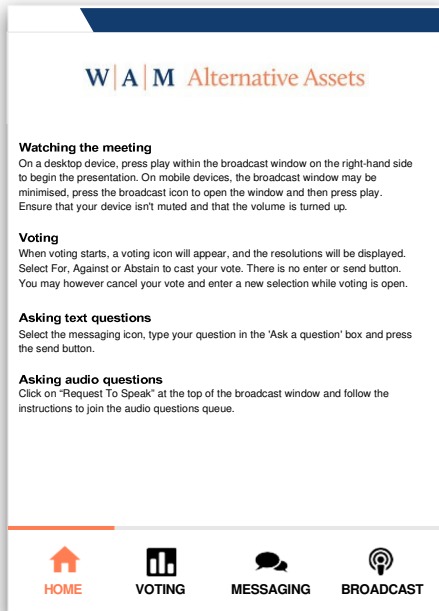 W|A|M Alternative Assets
Watching the meeting
On a desktop device, press play within the broadcast window on the right-hand side
to begin the presentation. On mobile devices, the broadcast window may be
minimised, press the broadcast icon to open the window and then press play.
Ensure that your device isn't muted and that the volume is turned up.
Voting
When voting starts, a voting icon will appear, and the resolutions will be displayed.
Select For, Against or Abstain to cast your vote. There is no enter or send button.
You may however cancel your vote and enter a new selection while voting is open.
Asking text questions
Select the messaging icon, type your question in the 'Ask a question' box and press
the send button.
Asking audio questions
Click on “Request To Speak” at the top of the broadcast window and follow the
instructions to join the audio questions queue.
HOME VOTING MESSAGING BROADCAST